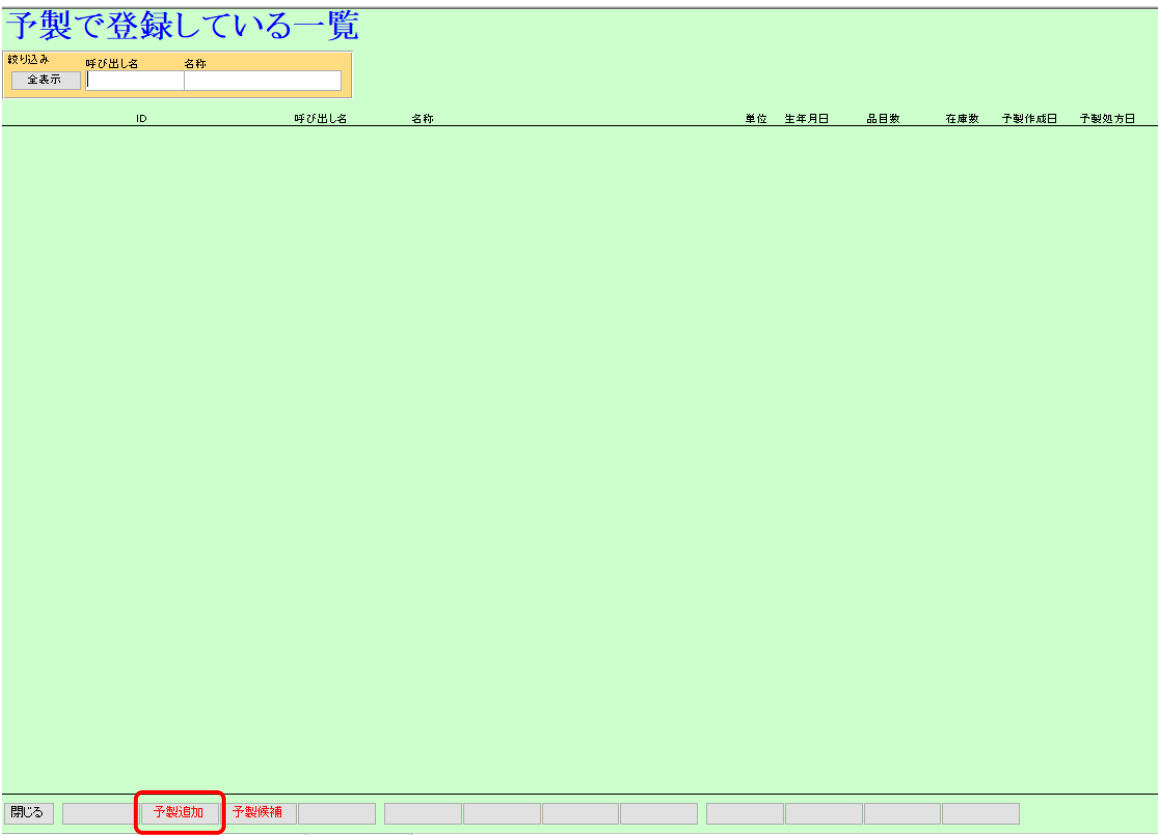 予製で登録している一覧
絞り込み 呼び出し名 名称
全表示
ID 呼び出し名 名称 単位 生年月日 品目数 在庫数 予製作成日 予製処方日
閉じる 予製追加 予製候補